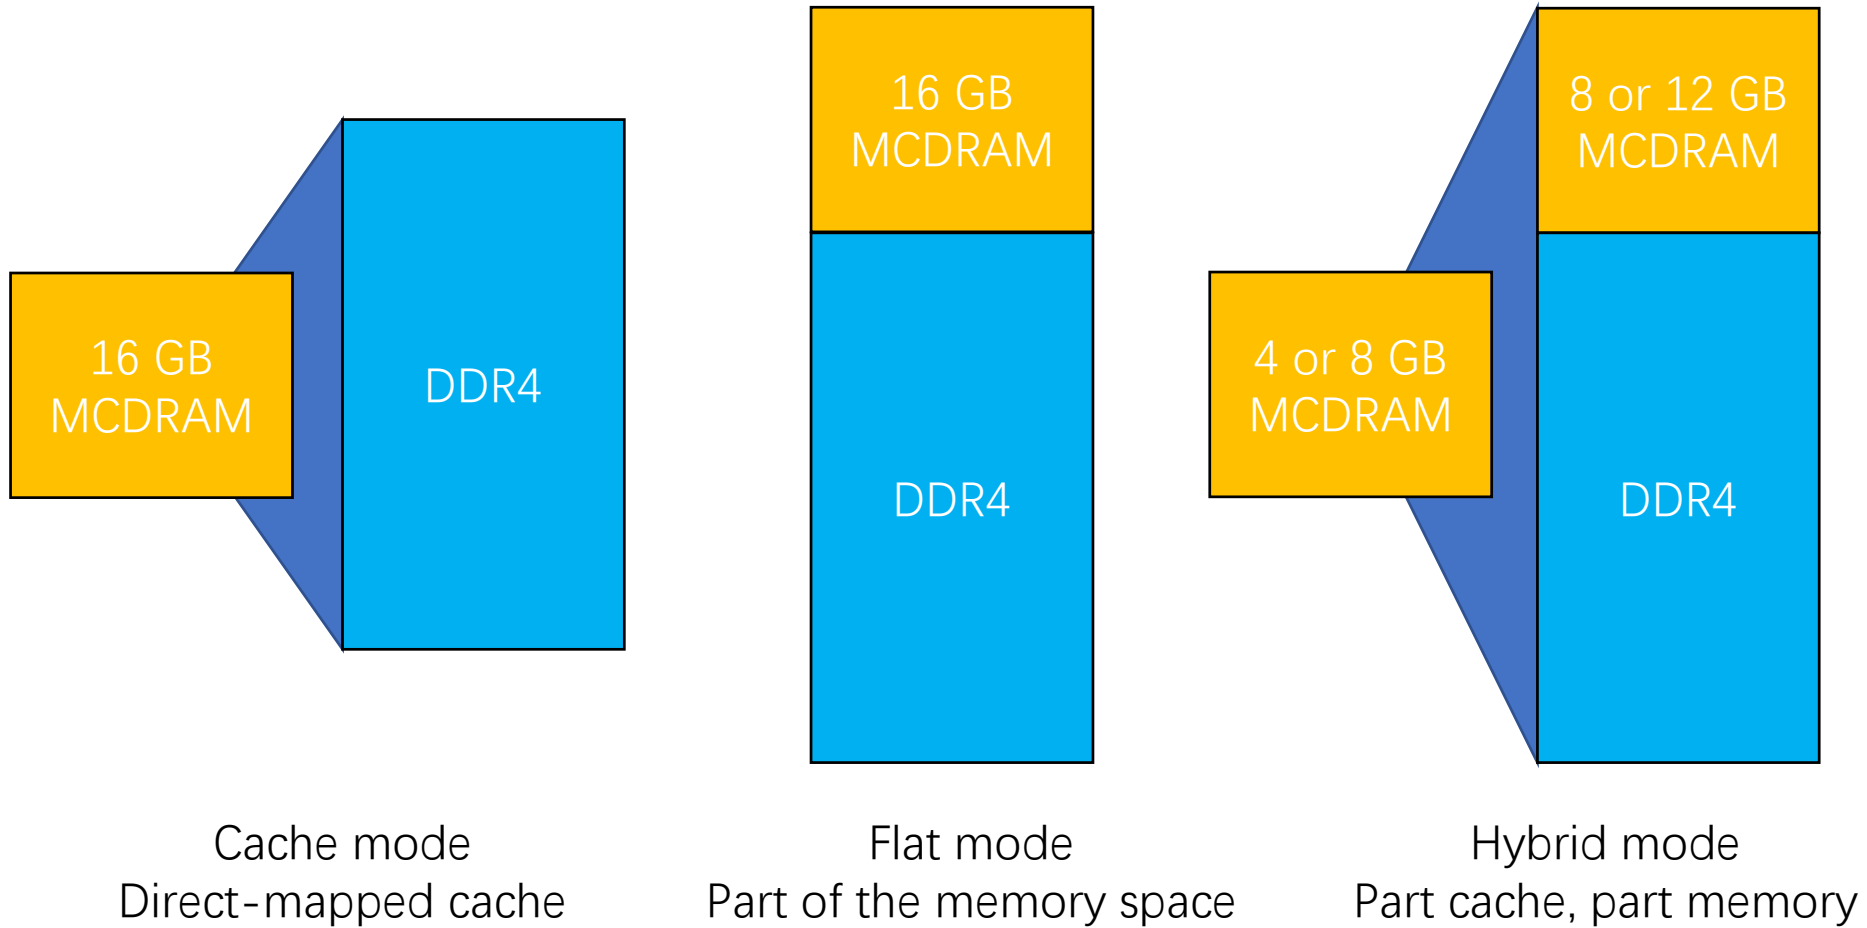 16 GB
MCDRAM
DDR4
Cache mode
Direct-mapped cache
16 GB
MCDRAM
DDR4
Flat mode
Part of the memory space
8 or 12 GB
MCDRAM
4 or 8 GB
MCDRAM
DDR4
Hybrid mode
Part cache, part memory